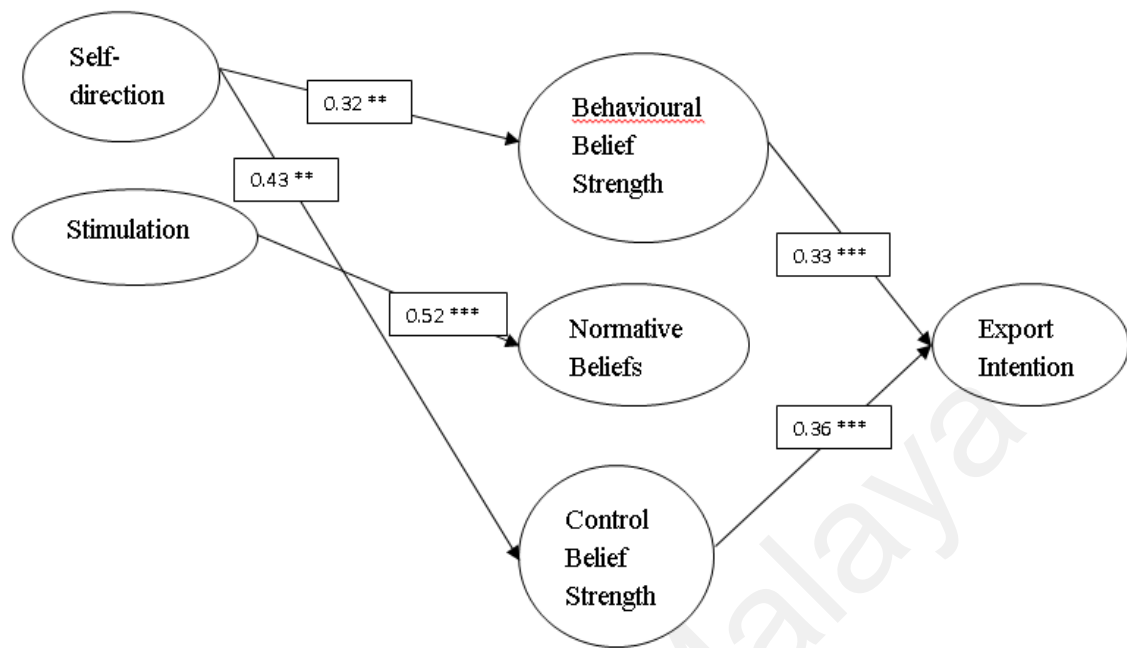 Self-
direction
0.32 **
Behavioural
Belief
Strength
0.43 **
Stimulation
0.33 ***
0.52 ***
Normative
Beliefs
Export
Intention
0.36 ***
Control
Belief
Strength
Malaya